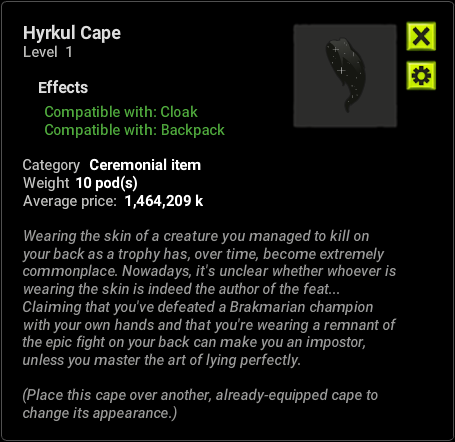 Hyrkul Cape
Level 1
Effects
Compatible with: Cloak
Compatible with: Backpack
Category Ceremonial item
Weight 10 pod(s)
Average price: 1,464,209 k
Wearing the skin of a creature you managed to kill on
your back as a trophy has, over time, become extremely
commonplace. Nowadays, it's unclear whether whoever is
wearing the skin is indeed the author of the feat...
Claiming that you've defeated a Brakmarian champion
with your own hands and that you're wearing a remnant of
the epic fight on your back can make you an impostor,
unless you master the art of lying perfectly.
(Place this cape over another, already-equipped cape to
change its appearance.)